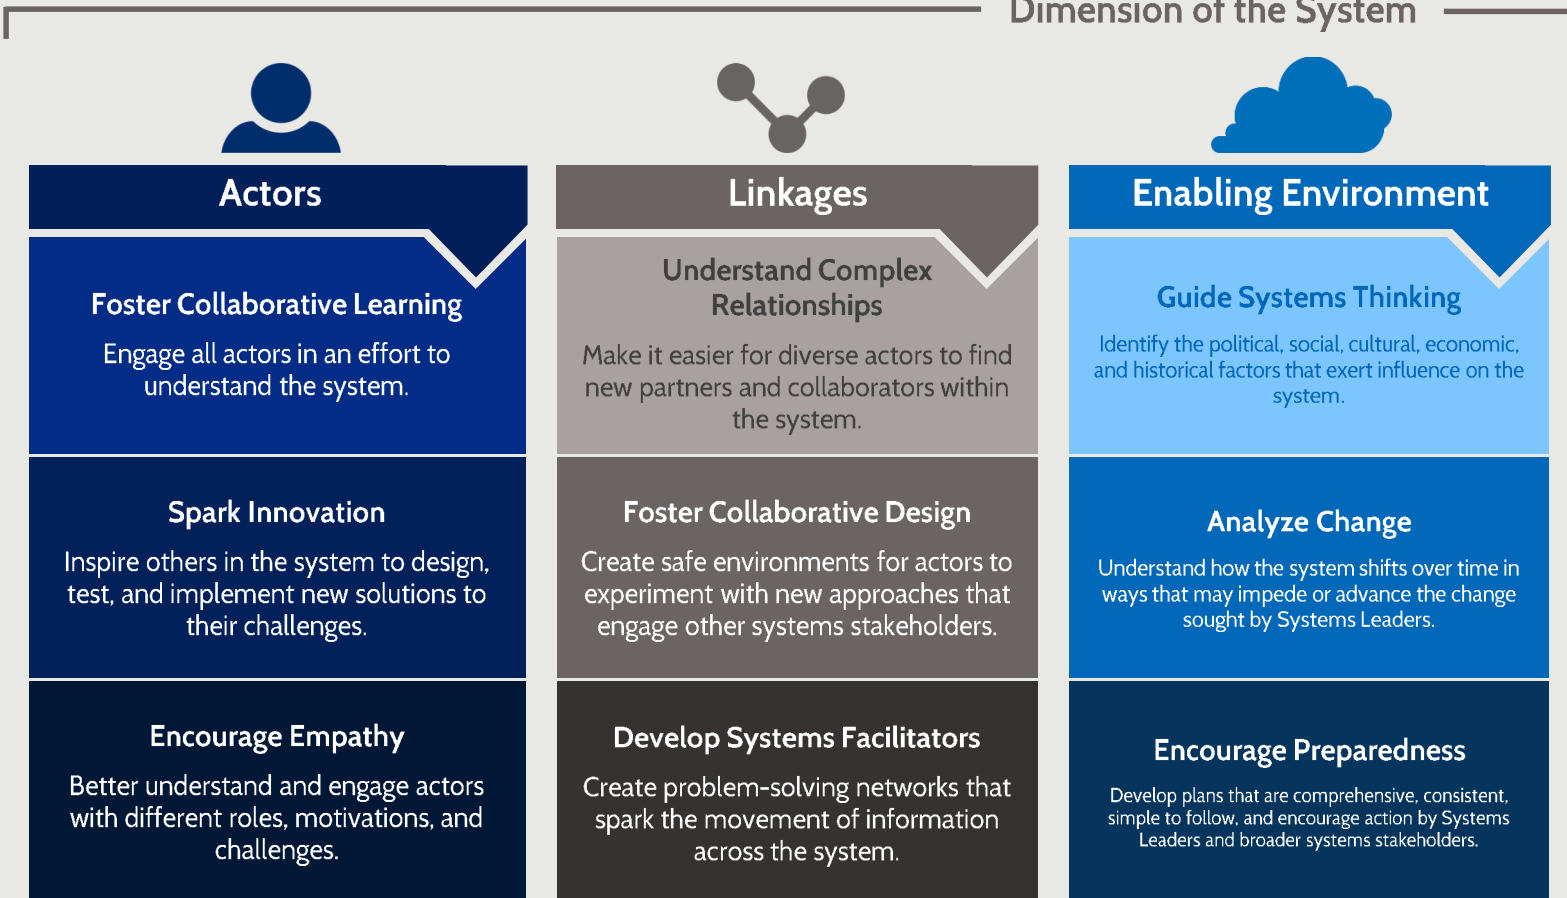 Dimension of the System
Actors
Foster Collaborative Learning
Engage all actors in an effort to
understand the system.
Spark Innovation
Inspire others in the system to design,
test, and implement new solutions to
their challenges.
Encourage Empathy
Better understand and engage actors
with different roles, motivations, and
challenges.
Linkages
Understand Complex
Relationships
Make it easier for diverse actors to find
new partners and collaborators within
the system.
Foster Collaborative Design
Create safe environments for actors to
experiment with new approaches that
engage other systems stakeholders.
Develop Systems Facilitators
Create problem-solving networks that
spark the movement of information
across the system.
Enabling Environment
Guide Systems Thinking
Identify the political, social, cultural, economic,
and historical factors that exert influence on the
system.
Analyze Change
Understand how the system shifts over time in
ways that may impede or advance the change
sought by Systems Leaders.
Encourage Preparedness
Develop plans that are comprehensive, consistent,
simple to follow, and encourage action by Systems
Leaders and broader systems stakeholders.